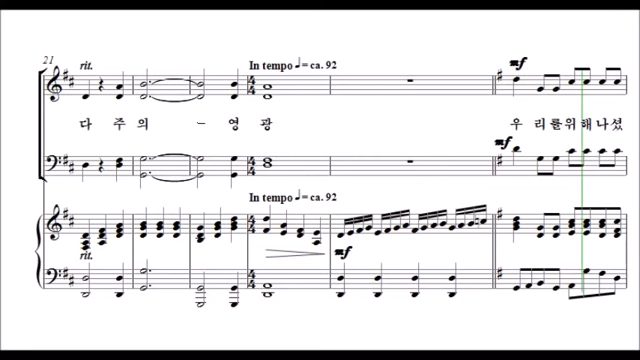 21 rit. In tempo ♩= ca. 92 mf
다 주 의 ㅡ 영 광 우 리 를 위 해 나 셨
mf
In tempo ♩= ca. 92
rit. mf